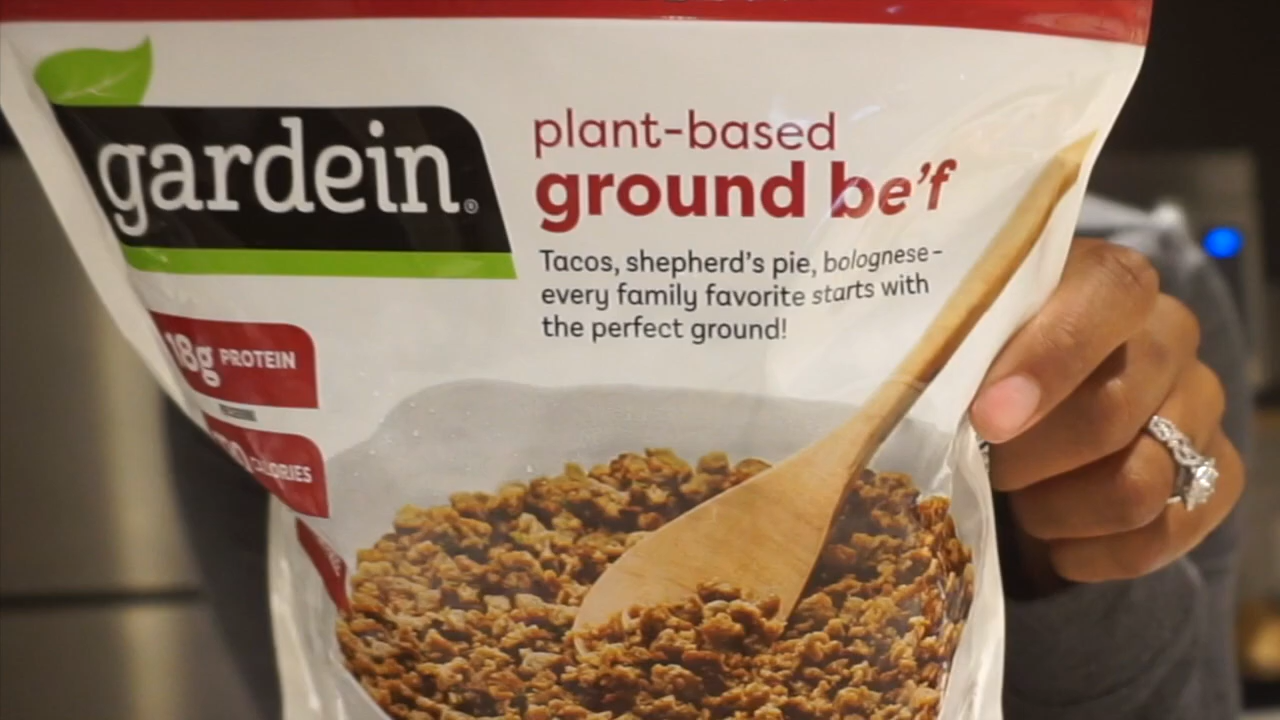 gardein®
plant-based
ground be'f
Tacos, shepherd's pie, bolognese-
every family favorite starts with
the perfect ground!
18g PROTEIN
CALORIES